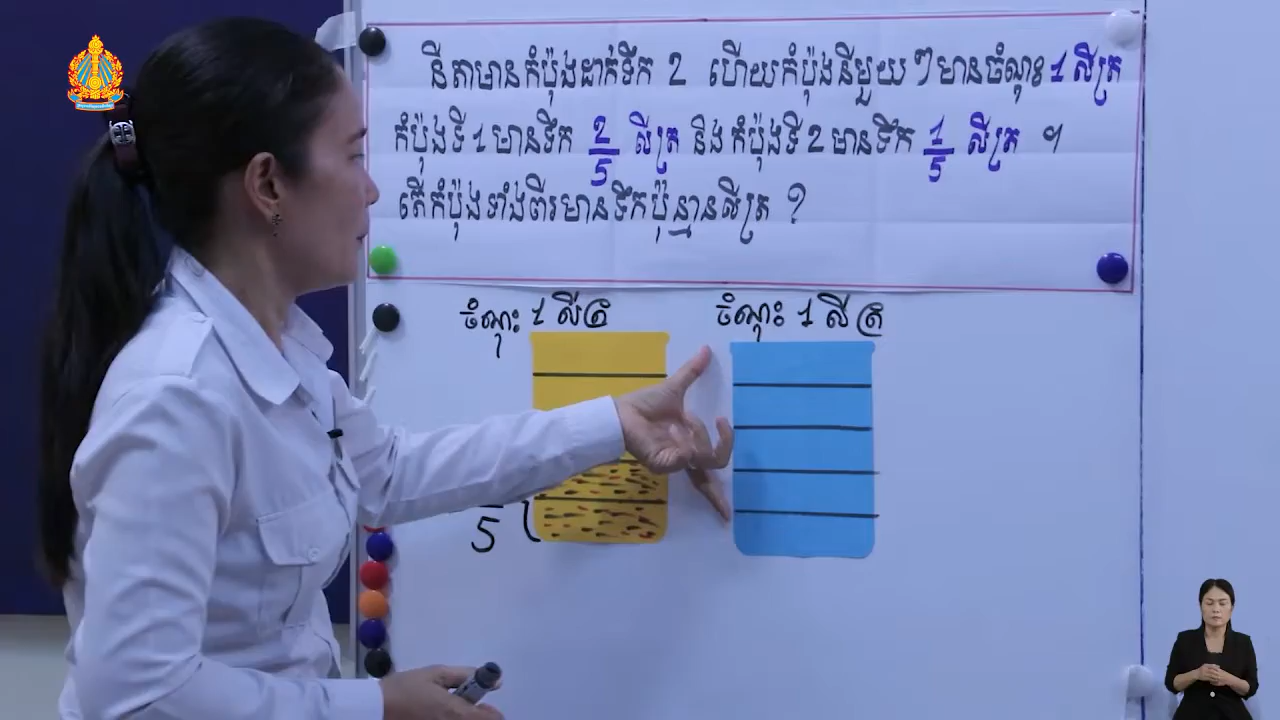 នីតាមានកំប៉ុងដាក់ទឹក 2 ហើយកំប៉ុងនីមួយៗមានចំណុះ 1 លីត្រ
កំប៉ុងទី 1 មានទឹក 2/5 លីត្រ និង កំប៉ុងទី 2 មានទឹក 1/5 លីត្រ ។
តើកំប៉ុងទាំងពីរមានទឹកប៉ុន្មានលីត្រ ?
ចំណុះ 1 លីត្រ
ចំណុះ 1 លីត្រ
5